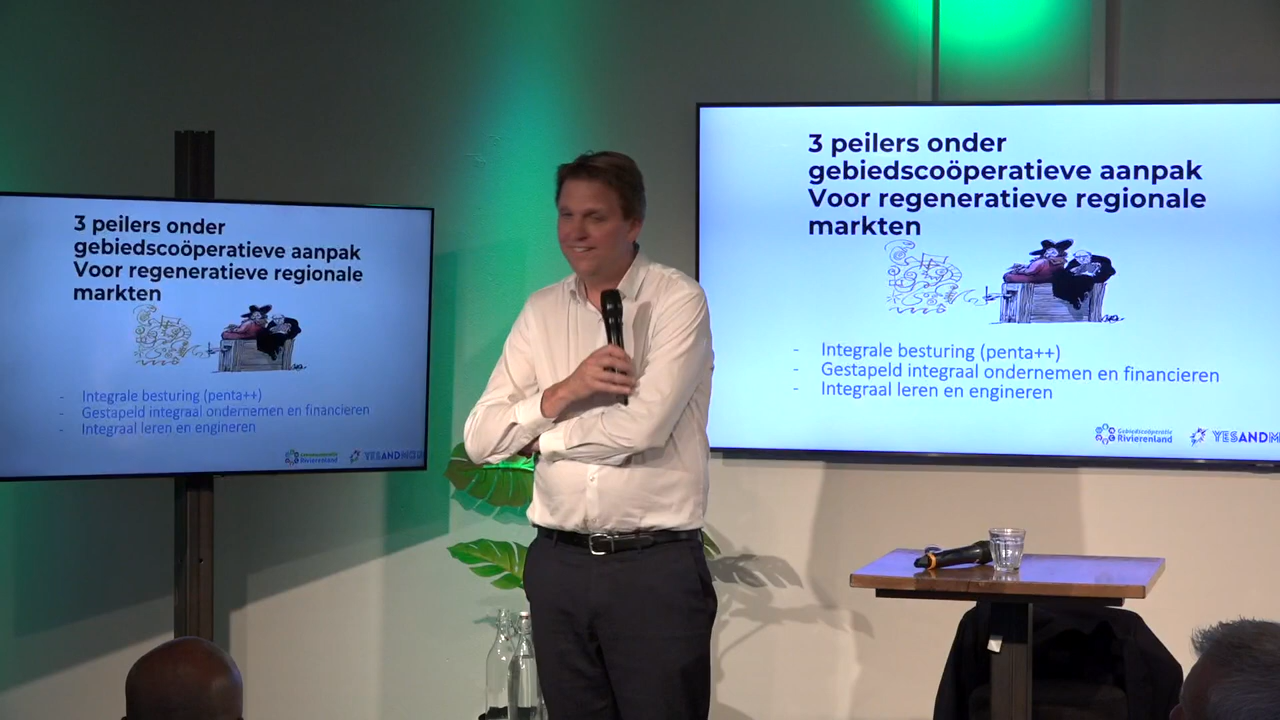 3 peilers onder
gebiedscoöperatieve aanpak
Voor regeneratieve regionale
markten
- Integrale besturing (penta++)
- Gestapeld integraal ondernemen en financieren
- Integraal leren en engineren
YESANDMOR
3 peilers onder
gebiedscoöperatieve aanpak
Voor regeneratieve regionale
markten
- Integrale besturing (penta++)
- Gestapeld integraal ondernemen en financieren
- Integraal leren en engineren
Gebiedscoöperatie
Rivierenland
YESANDM